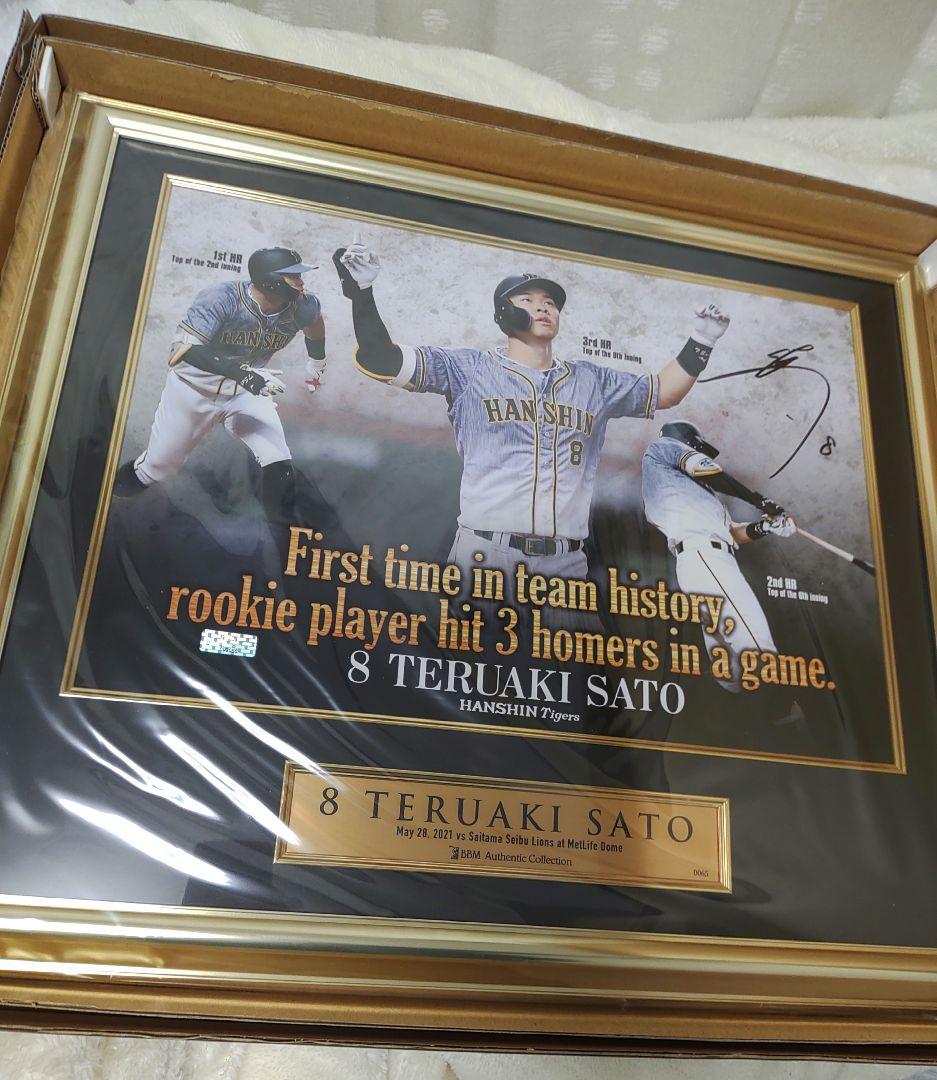 1st HR
Top of the 2nd inning
3rd HR
Top of the 9th inning
HANSHIN
HANSHIN
8
8
2nd HR
Top of the 6th inning
First time in team history,
rookie player hit 3 homers in a game.
8 TERUAKI SATO
HANSHIN Tigers
8 TERUAKI SATO
May 28, 2021 vs Saitama Seibu Lions at MetLife Dome
BBM Authentic Collection
0065